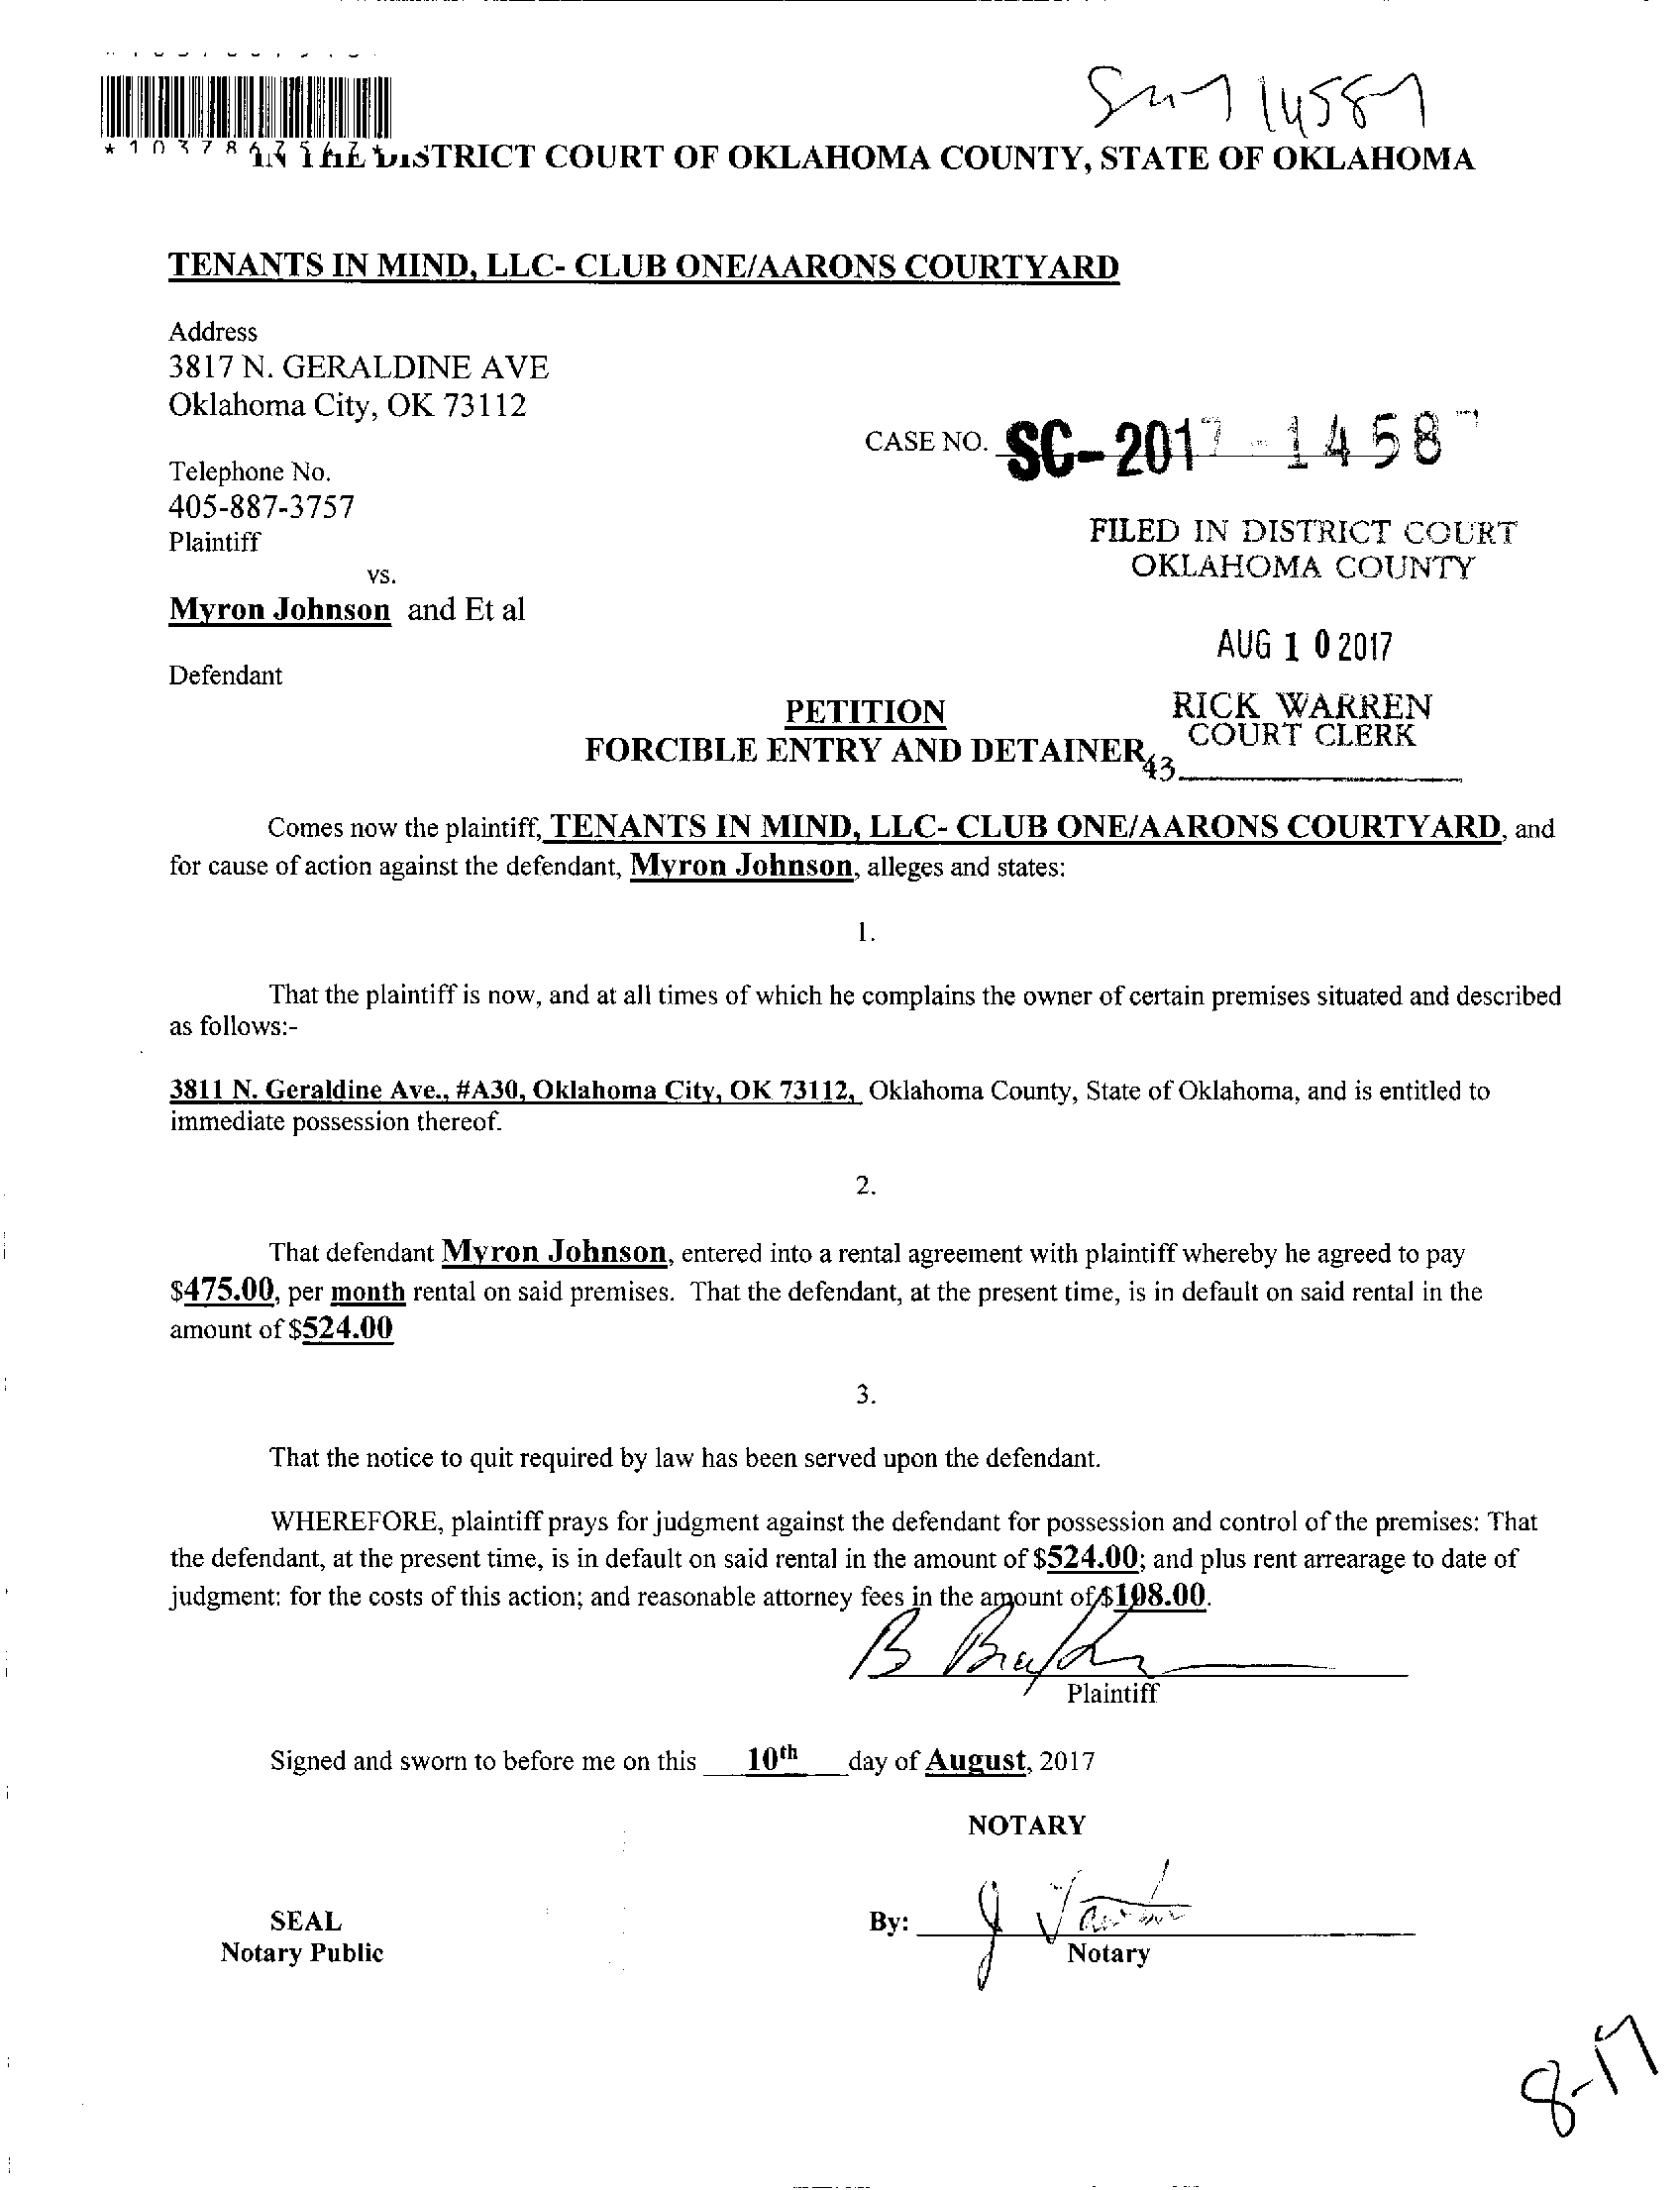 IN THE DISTRICT COURT OF OKLAHOMA COUNTY, STATE OF OKLAHOMA
TENANTS IN MIND, LLC- CLUB ONE/AARONS COURTYARD
Address
3817 N. GERALDINE AVE
Oklahoma City, OK 73112
CASE NO. SC-2017-1458
Telephone No.
405-887-3757
Plaintiff
FILED IN DISTRICT COURT
OKLAHOMA COUNTY
vs.
Myron Johnson and Et al
AUG 10 2017
Defendant
RICK WARREN
COURT CLERK
43
PETITION
FORCIBLE ENTRY AND DETAINER
Comes now the plaintiff, TENANTS IN MIND, LLC- CLUB ONE/AARONS COURTYARD, and
for cause of action against the defendant, Myron Johnson, alleges and states:
1.
That the plaintiff is now, and at all times of which he complains the owner of certain premises situated and described
as follows:-
3811 N. Geraldine Ave., #A30, Oklahoma City, OK 73112, Oklahoma County, State of Oklahoma, and is entitled to
immediate possession thereof.
2.
That defendant Myron Johnson, entered into a rental agreement with plaintiff whereby he agreed to pay
$475.00, per month rental on said premises. That the defendant, at the present time, is in default on said rental in the
amount of $524.00
3.
That the notice to quit required by law has been served upon the defendant.
WHEREFORE, plaintiff prays for judgment against the defendant for possession and control of the premises: That
the defendant, at the present time, is in default on said rental in the amount of $524.00; and plus rent arrearage to date of
judgment: for the costs of this action; and reasonable attorney fees in the amount of $108.00.
Plaintiff
Signed and sworn to before me on this 10th day of August, 2017
NOTARY
SEAL
By:
Notary Public
Notary
8-17